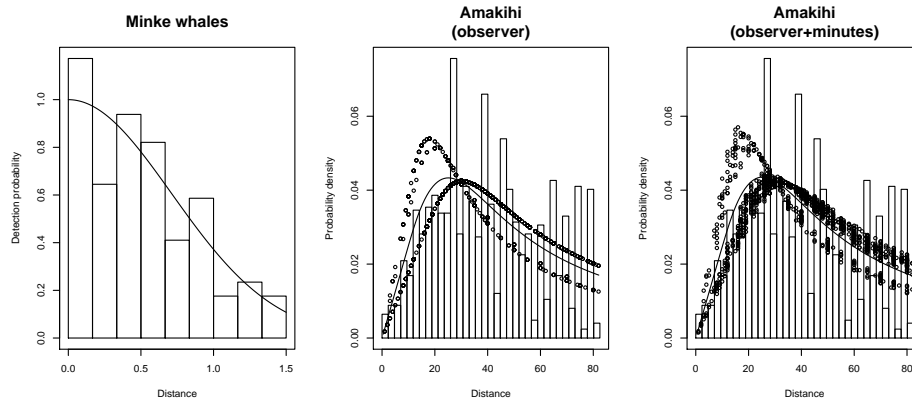 Minke whales
Detection probability
1.0
0.8
0.6
0.4
0.2
0.0
0.0 0.5 1.0 1.5
Distance
Amakihi
(observer)
Probability density
0.06
0.04
0.02
0.00
0 20 40 60 80
Distance
Amakihi
(observer+minutes)
Probability density
0.06
0.04
0.02
0.00
0 20 40 60 80
Distance